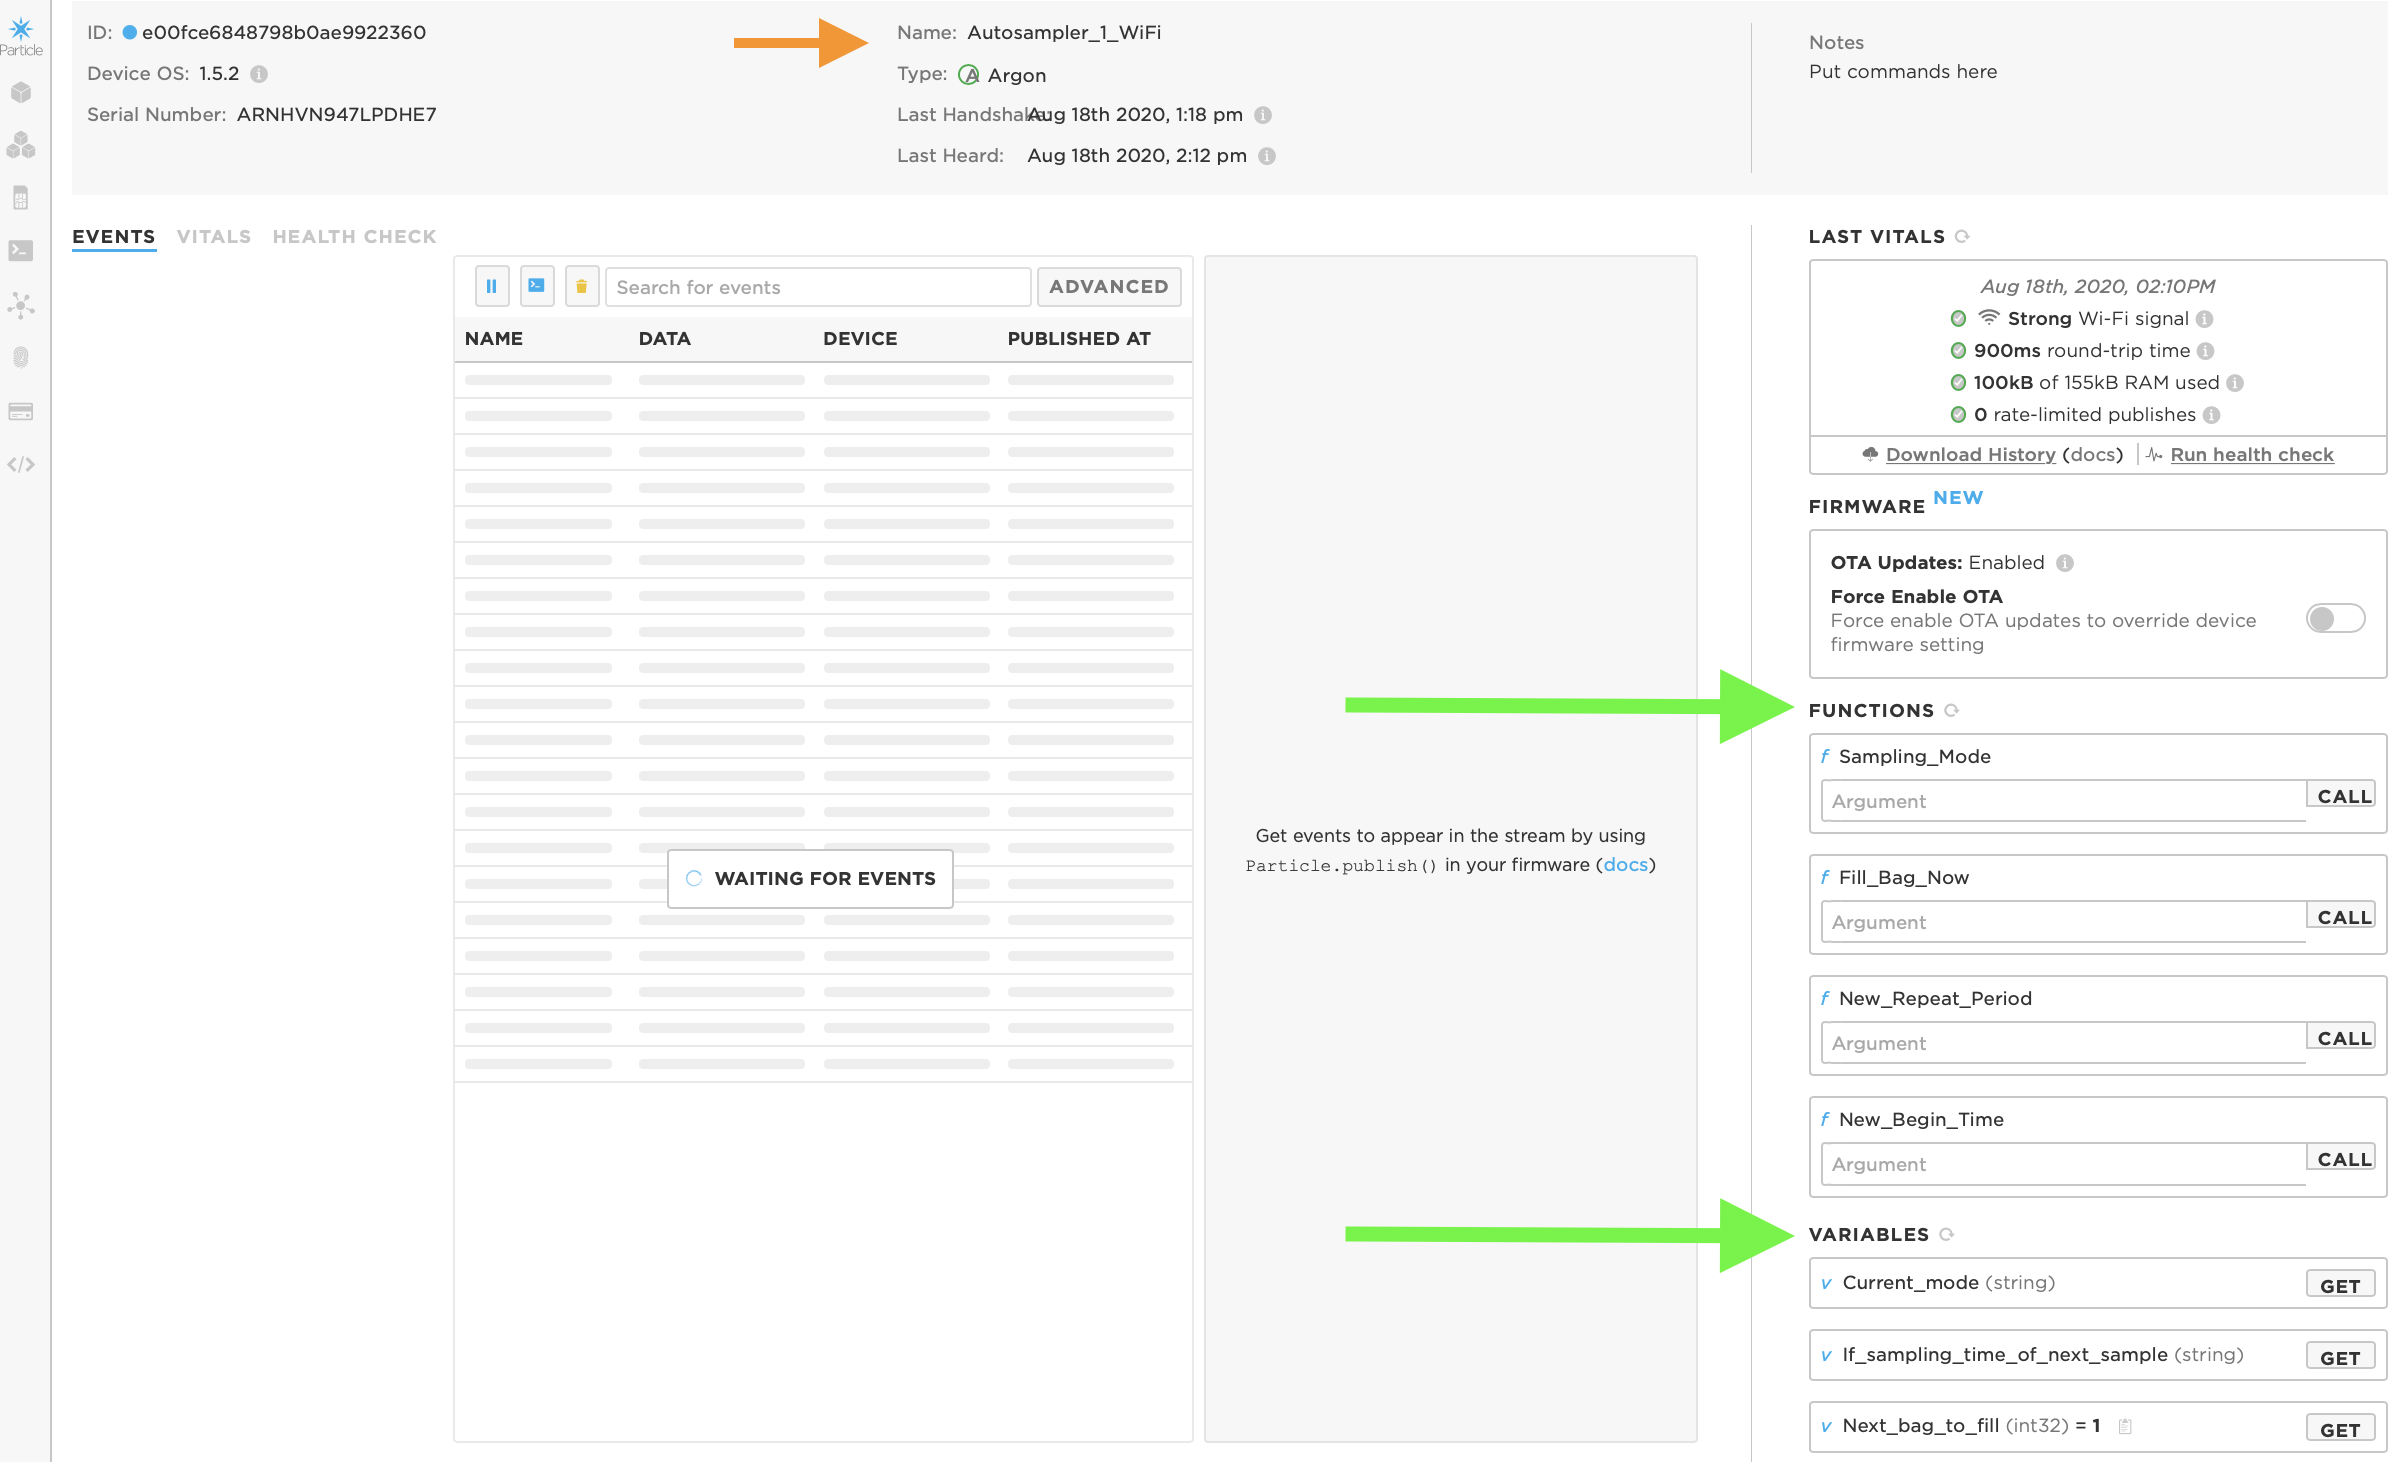 Particle
ID: e00fce6848798b0ae9922360
Device OS: 1.5.2
Serial Number: ARNHVN947LPDHE7
Name: Autosampler_1_WiFi
Type: A Argon
Last Handshake: Aug 18th 2020, 1:18 pm
Last Heard: Aug 18th 2020, 2:12 pm
Notes
Put commands here
EVENTS VITALS HEALTH CHECK
Search for events
ADVANCED
NAME DATA DEVICE PUBLISHED AT
WAITING FOR EVENTS
Get events to appear in the stream by using
Particle.publish() in your firmware (docs)
LAST VITALS
Aug 18th, 2020, 02:10PM
Strong Wi-Fi signal
900ms round-trip time
100kB of 155kB RAM used
0 rate-limited publishes
Download History (docs) Run health check
FIRMWARE NEW
OTA Updates: Enabled
Force Enable OTA
Force enable OTA updates to override device
firmware setting
FUNCTIONS
f Sampling_Mode
Argument CALL
f Fill_Bag_Now
Argument CALL
f New_Repeat_Period
Argument CALL
f New_Begin_Time
Argument CALL
VARIABLES
v Current_mode (string) GET
v If_sampling_time_of_next_sample (string) GET
v Next_bag_to_fill (int32) = 1 GET